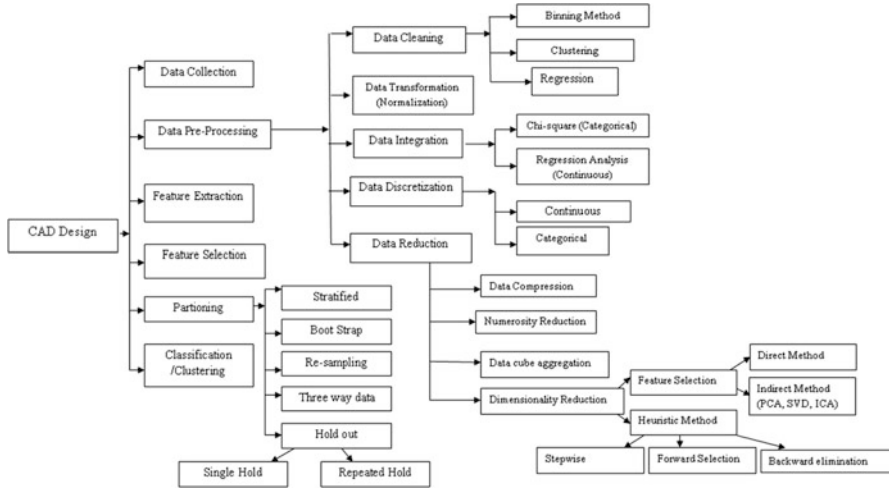 CAD Design
Data Collection
Data Pre-Processing
Feature Extraction
Feature Selection
Partioning
Classification
/Clustering
Data Cleaning
Data Transformation
(Normalization)
Data Integration
Data Discretization
Data Reduction
Binning Method
Clustering
Regression
Chi-square (Categorical)
Regression Analysis
(Continuous)
Continuous
Categorical
Data Compression
Numerosity Reduction
Data cube aggregation
Dimensionality Reduction
Feature Selection
Heuristic Method
Direct Method
Indirect Method
(PCA, SVD, ICA)
Stepwise
Forward Selection
Backward elimination
Stratified
Boot Strap
Re-sampling
Three way data
Hold out
Single Hold
Repeated Hold